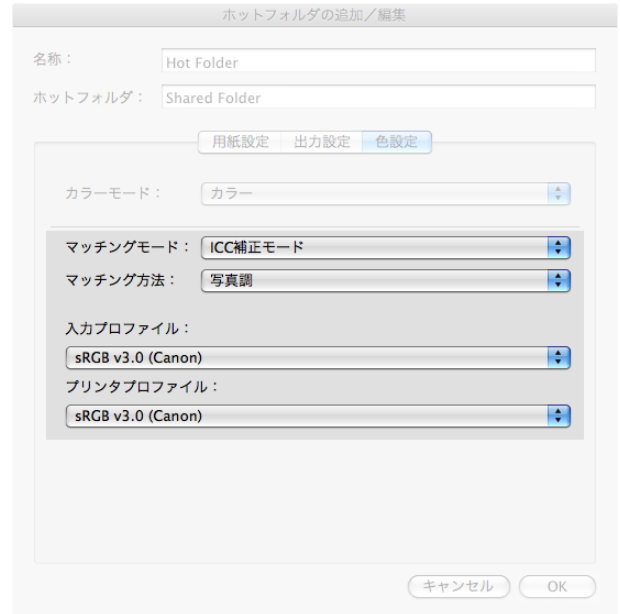 ホットフォルダの追加／編集
名称： Hot Folder
ホットフォルダ： Shared Folder
用紙設定 出力設定 色設定
カラーモード： カラー
マッチングモード： ICC補正モード
マッチング方法： 写真調
入力プロファイル：
sRGB v3.0 (Canon)
プリンタプロファイル：
sRGB v3.0 (Canon)
キャンセル OK